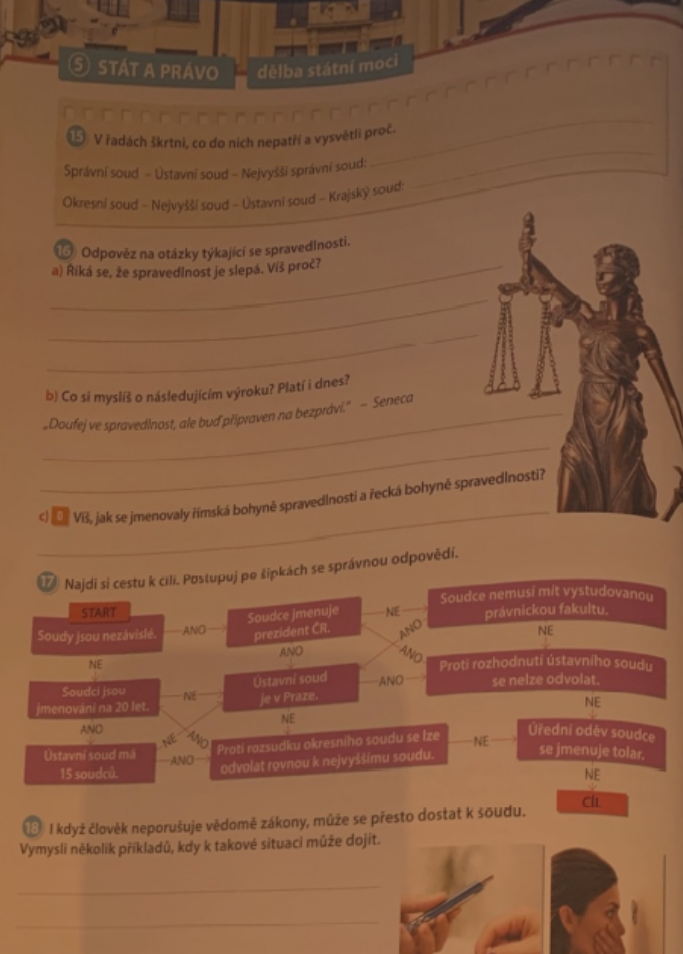 5 STÁT A PRÁVO dělba státní moci
15 V řadách škrtni, co do nich nepatří a vysvětli proč.
Správní soud – Ústavní soud – Nejvyšší správní soud:
Okresní soud – Nejvyšší soud – Ústavní soud – Krajský soud:
16 Odpověz na otázky týkající se spravedlnosti.
a) Říká se, že spravedlnost je slepá. Víš proč?
b) Co si myslíš o následujícím výroku? Platí i dnes?
„Doufej ve spravedlnost, ale buď připraven na bezpráví.“ – Seneca
c) D Víš, jak se jmenovaly římská bohyně spravedlnosti a řecká bohyně spravedlnosti?
17 Najdi si cestu k cíli. Postupuj po šipkách se správnou odpovědí.
START
Soudy jsou nezávislé.
ANO
Soudce jmenuje
prezident ČR.
NE
Soudce nemusí mít vystudovanou
právnickou fakultu.
NE
ANO
ANO
ANO
NE
Soudci jsou
jmenováni na 20 let.
NE
Ústavní soud
je v Praze.
ANO
Proti rozhodnutí ústavního soudu
se nelze odvolat.
ANO
NE
ANO
NE
NE
Ústavní soud má
15 soudců.
ANO
Proti rozsudku okresního soudu se lze
odvolat rovnou k nejvyššímu soudu.
NE
Úřední oděv soudce
se jmenuje tolar.
NE
CÍL
18 I když člověk neporušuje vědomě zákony, může se přesto dostat k soudu.
Vymysli několik příkladů, kdy k takové situaci může dojít.